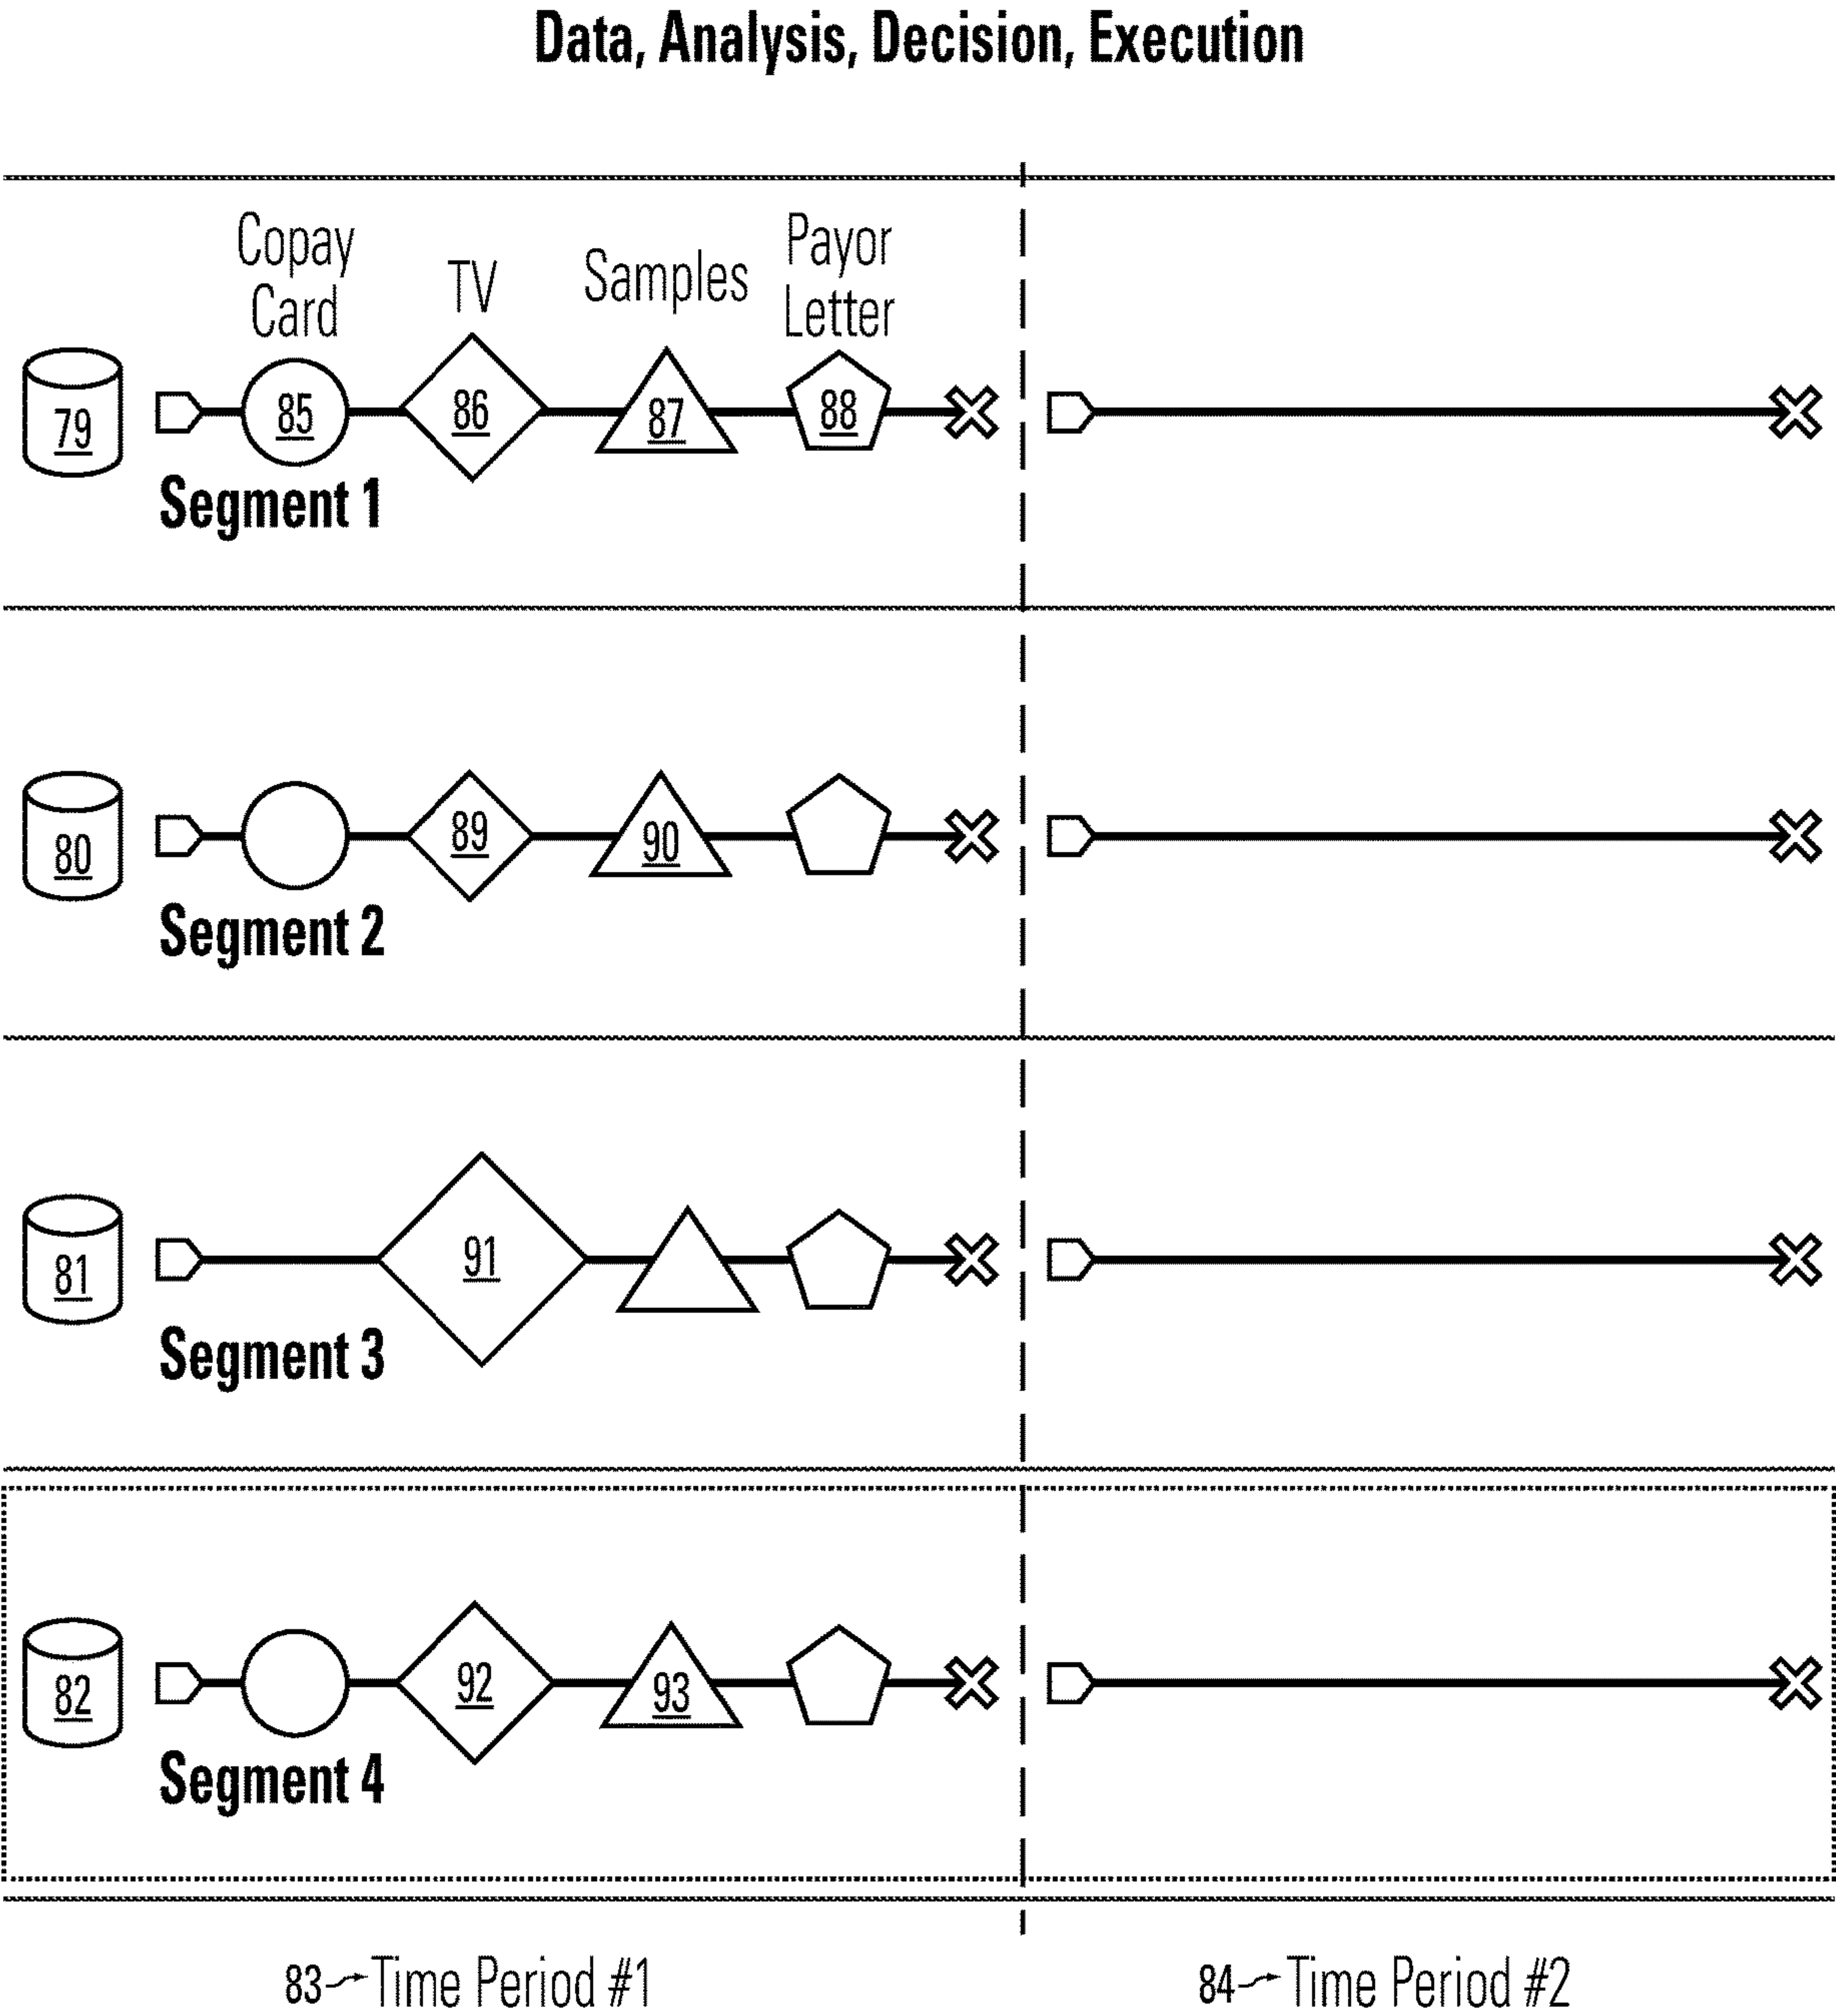 Data, Analysis, Decision, Execution
Copay
Card
TV
Samples
Payor
Letter
79
85
86
87
88
Segment 1
80
89
90
Segment 2
81
91
Segment 3
82
92
93
Segment 4
83 Time Period #1
84 Time Period #2